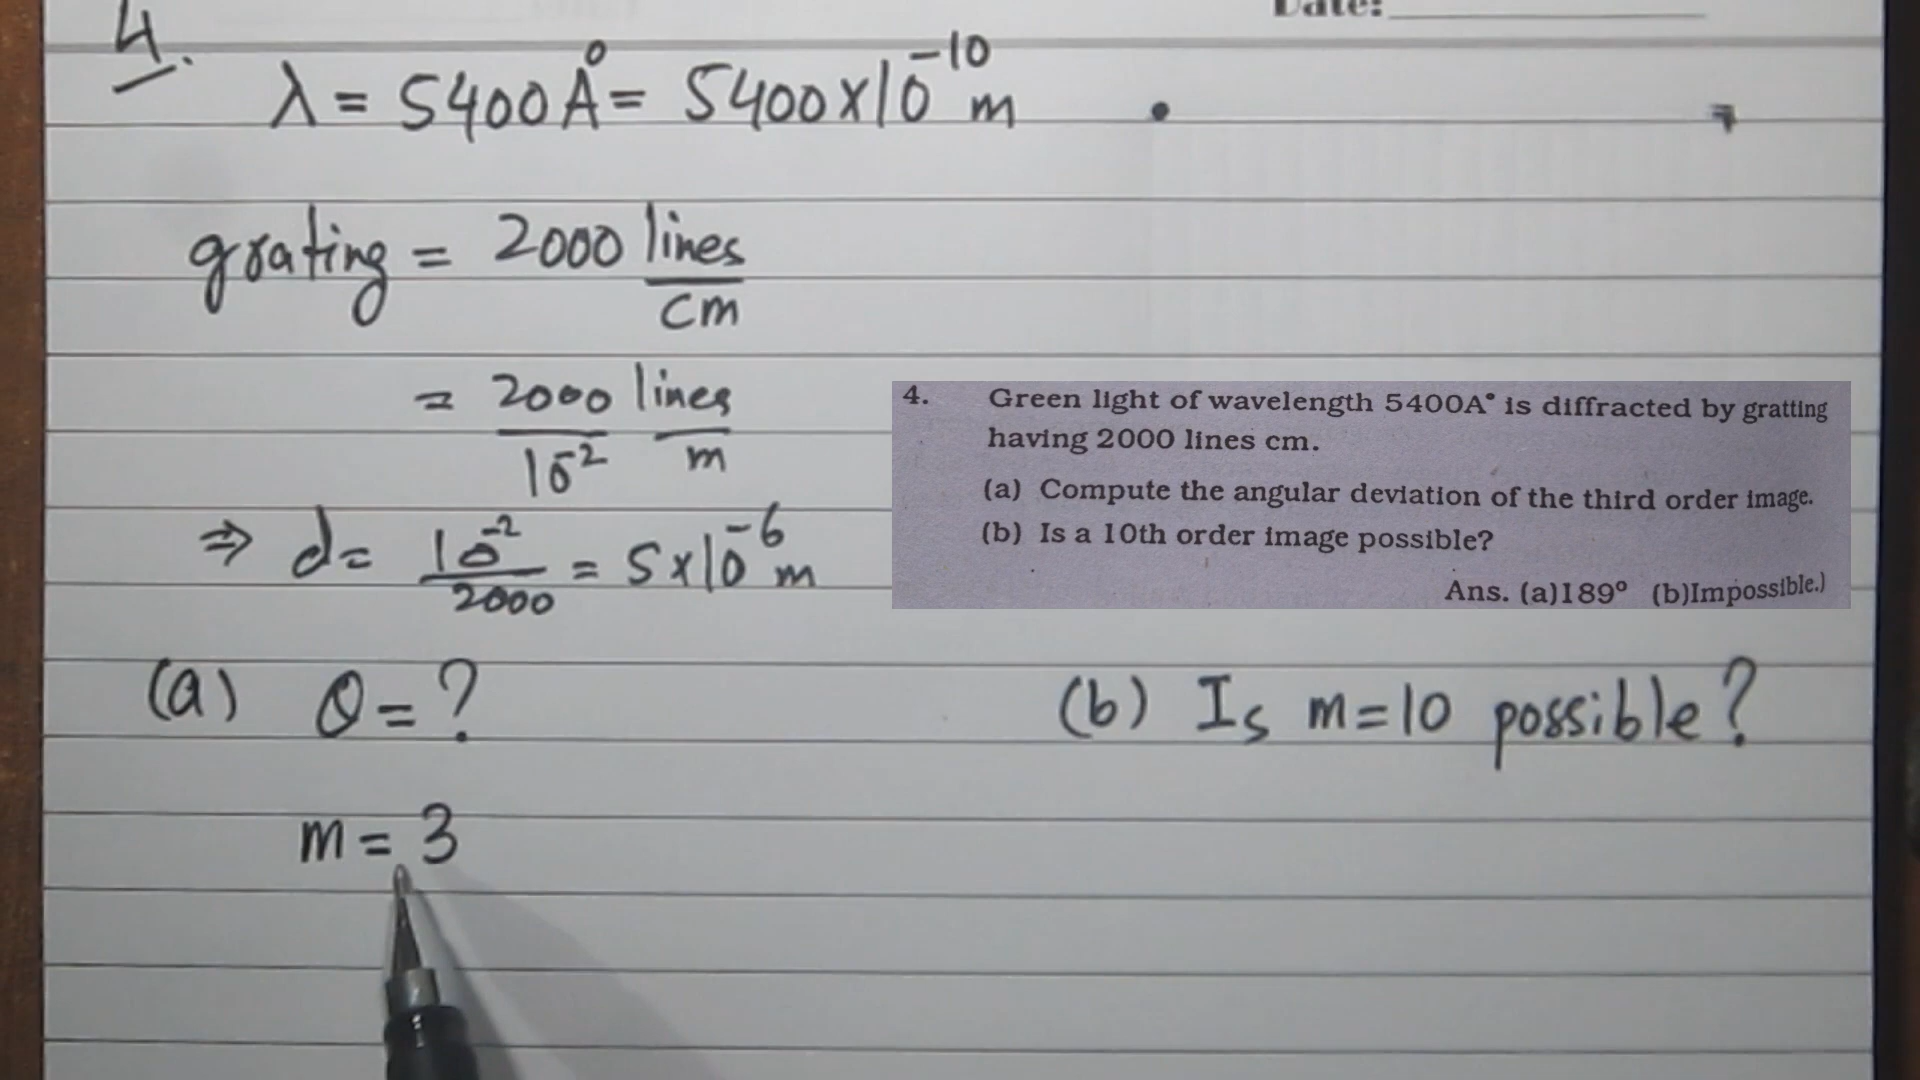 Date:
4.
λ = 5400 Å = 5400 x 10⁻¹⁰ m
grating = 2000 lines/cm
= 2000/10⁻² lines/m
⇒ d = 10⁻²/2000 = 5 x 10⁻⁶ m
4. Green light of wavelength 5400A° is diffracted by gratting
having 2000 lines cm.
(a) Compute the angular deviation of the third order image.
(b) Is a 10th order image possible?
Ans. (a)189° (b)Impossible.)
(a) θ = ?
m = 3
(b) Is m=10 possible?